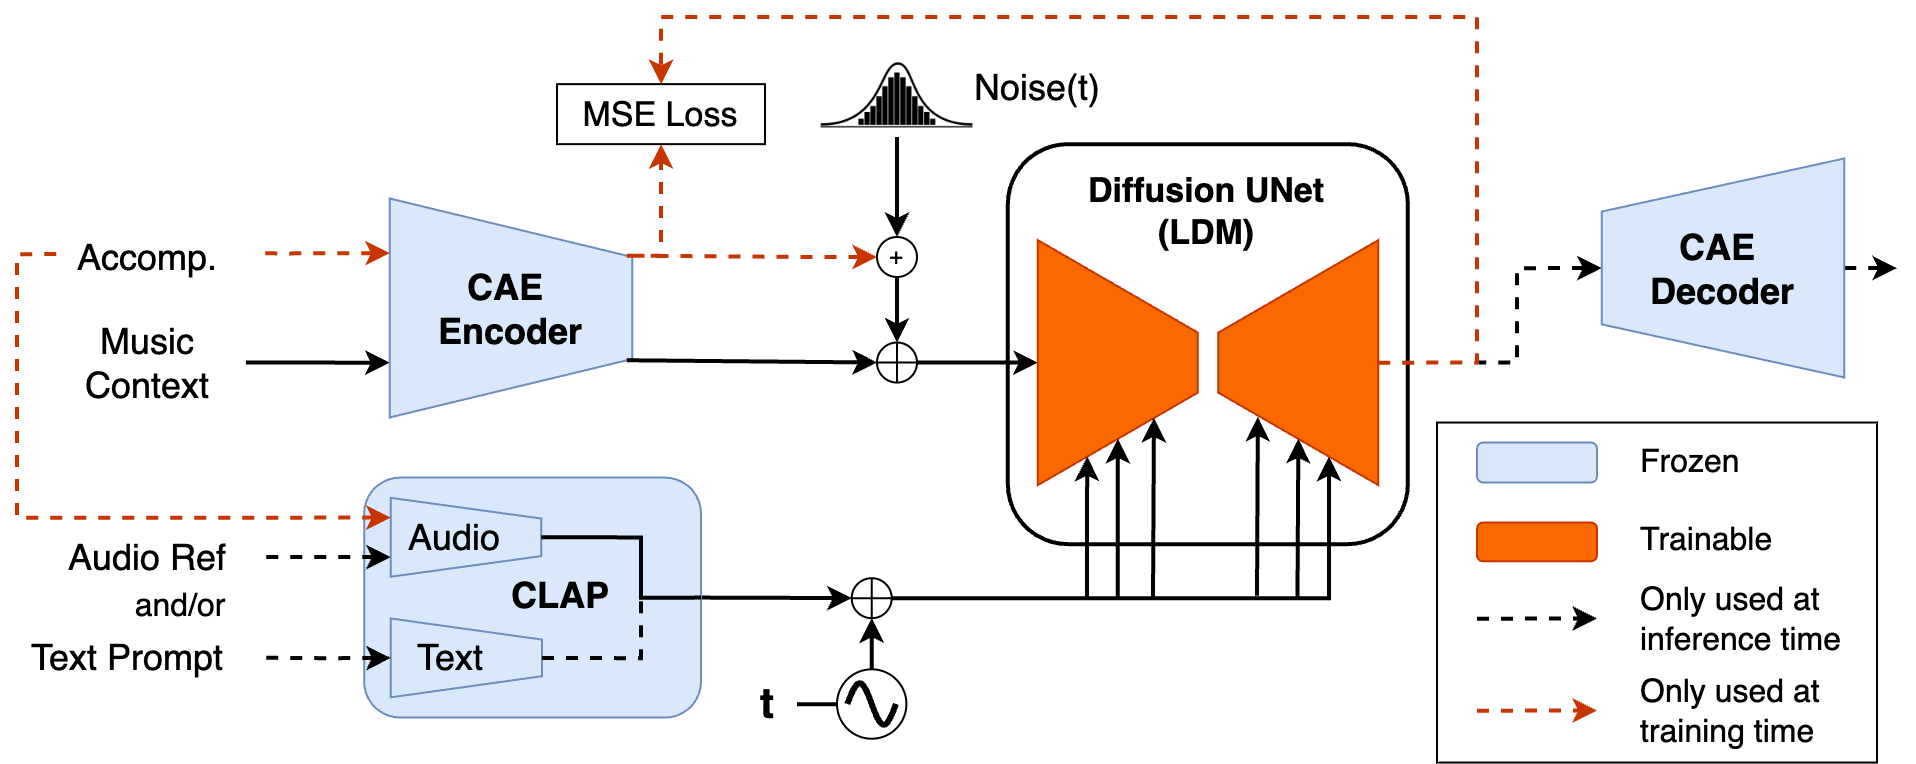 MSE Loss
Noise(t)
Diffusion UNet
(LDM)
Accomp.
CAE
Encoder
+
CAE
Decoder
Music
Context
Audio Ref
and/or
Text Prompt
Audio
CLAP
Text
t
Frozen
Trainable
Only used at
inference time
Only used at
training time